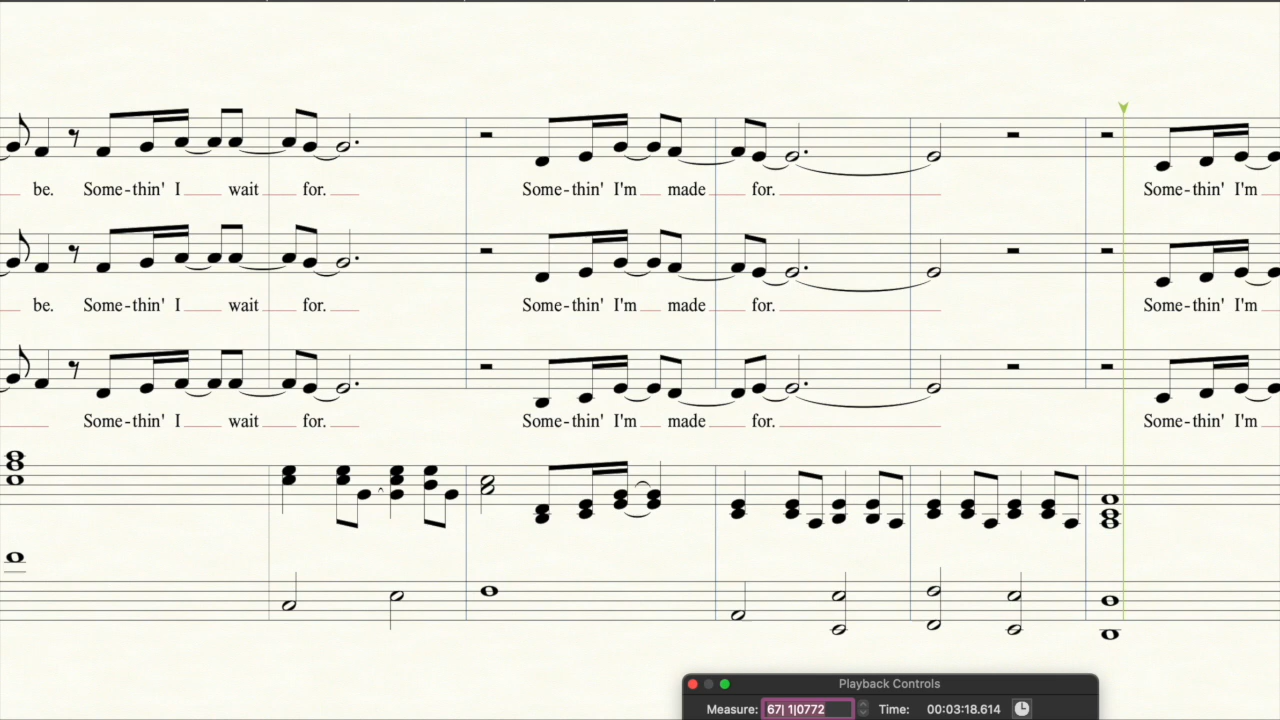 be. Some-thin' I wait for. Some-thin' I'm made for. Some-thin' I'm
be. Some-thin' I wait for. Some-thin' I'm made for. Some-thin' I'm
Some-thin' I wait for. Some-thin' I'm made for. Some-thin' I'm
Playback Controls
Measure: 67| 1|0772 Time: 00:03:18.614